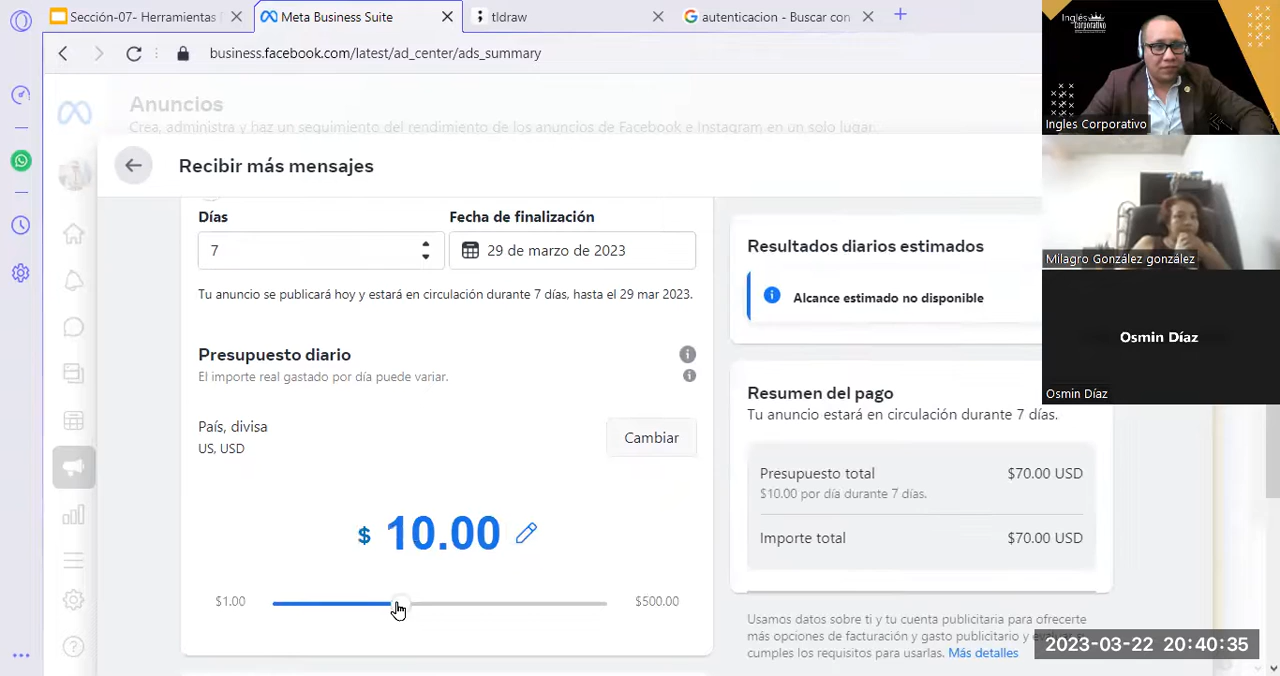 Sección-07- Herramientas
Meta Business Suite
tldraw
autenticacion - Buscar con
business.facebook.com/latest/ad_center/ads_summary
Anuncios
Crea, administra y haz un seguimiento del rendimiento de los anuncios de Facebook e Instagram en un solo lugar.
Recibir más mensajes
Días
Fecha de finalización
7
29 de marzo de 2023
Tu anuncio se publicará hoy y estará en circulación durante 7 días, hasta el 29 mar 2023.
Presupuesto diario
El importe real gastado por día puede variar.
País, divisa
US, USD
Cambiar
$ 10.00
$1.00
$500.00
Resultados diarios estimados
Alcance estimado no disponible
Resumen del pago
Tu anuncio estará en circulación durante 7 días.
Presupuesto total
$70.00 USD
$10.00 por día durante 7 días.
Importe total
$70.00 USD
Usamos datos sobre ti y tu cuenta publicitaria para ofrecerte
más opciones de facturación y gasto publicitario y
cumples los requisitos para usarlas. Más detalles
Inglés
Corporativo
Ingles Corporativo
Milagro González gonzález
Osmin Díaz
Osmin Díaz
2023-03-22 20:40:35